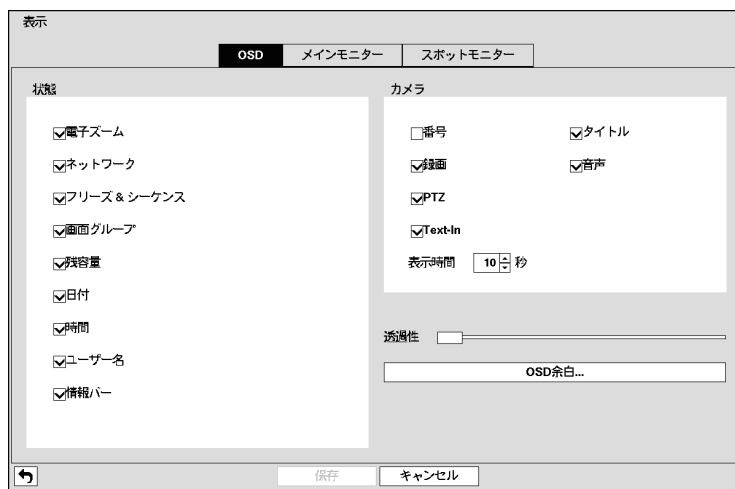 表示
OSD メインモニター スポットモニター
状態
電子ズーム
ネットワーク
フリーズ & シーケンス
画面グループ
残容量
日付
時間
ユーザー名
情報バー
カメラ
番号 タイトル
録画 音声
PTZ
Text-In
表示時間 10 秒
透過性
OSD余白...
保存 キャンセル